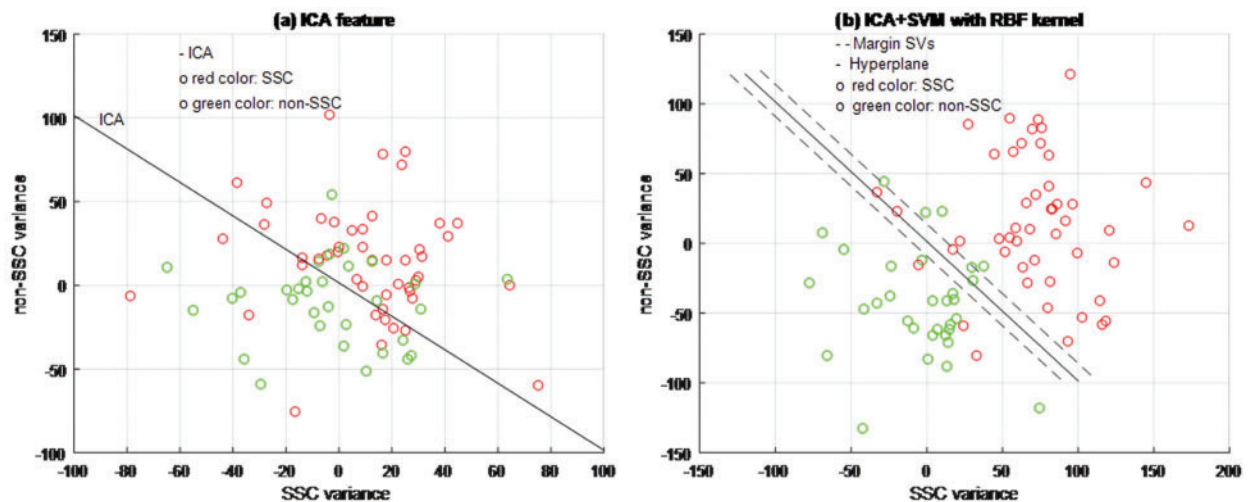 (a) ICA feature
150
100
50
0
-50
-100
-100
-80
-60
-40
-20
0
20
40
60
80
100
non-SSC variance
SSC variance
- ICA
o red color: SSC
o green color: non-SSC
ICA
(b) ICA+SVM with RBF kernel
150
100
50
0
-50
-100
-150
-150
-100
-50
0
50
100
150
200
non-SSC variance
SSC variance
- - Margin SVs
- Hyperplane
o red color: SSC
o green color: non-SSC